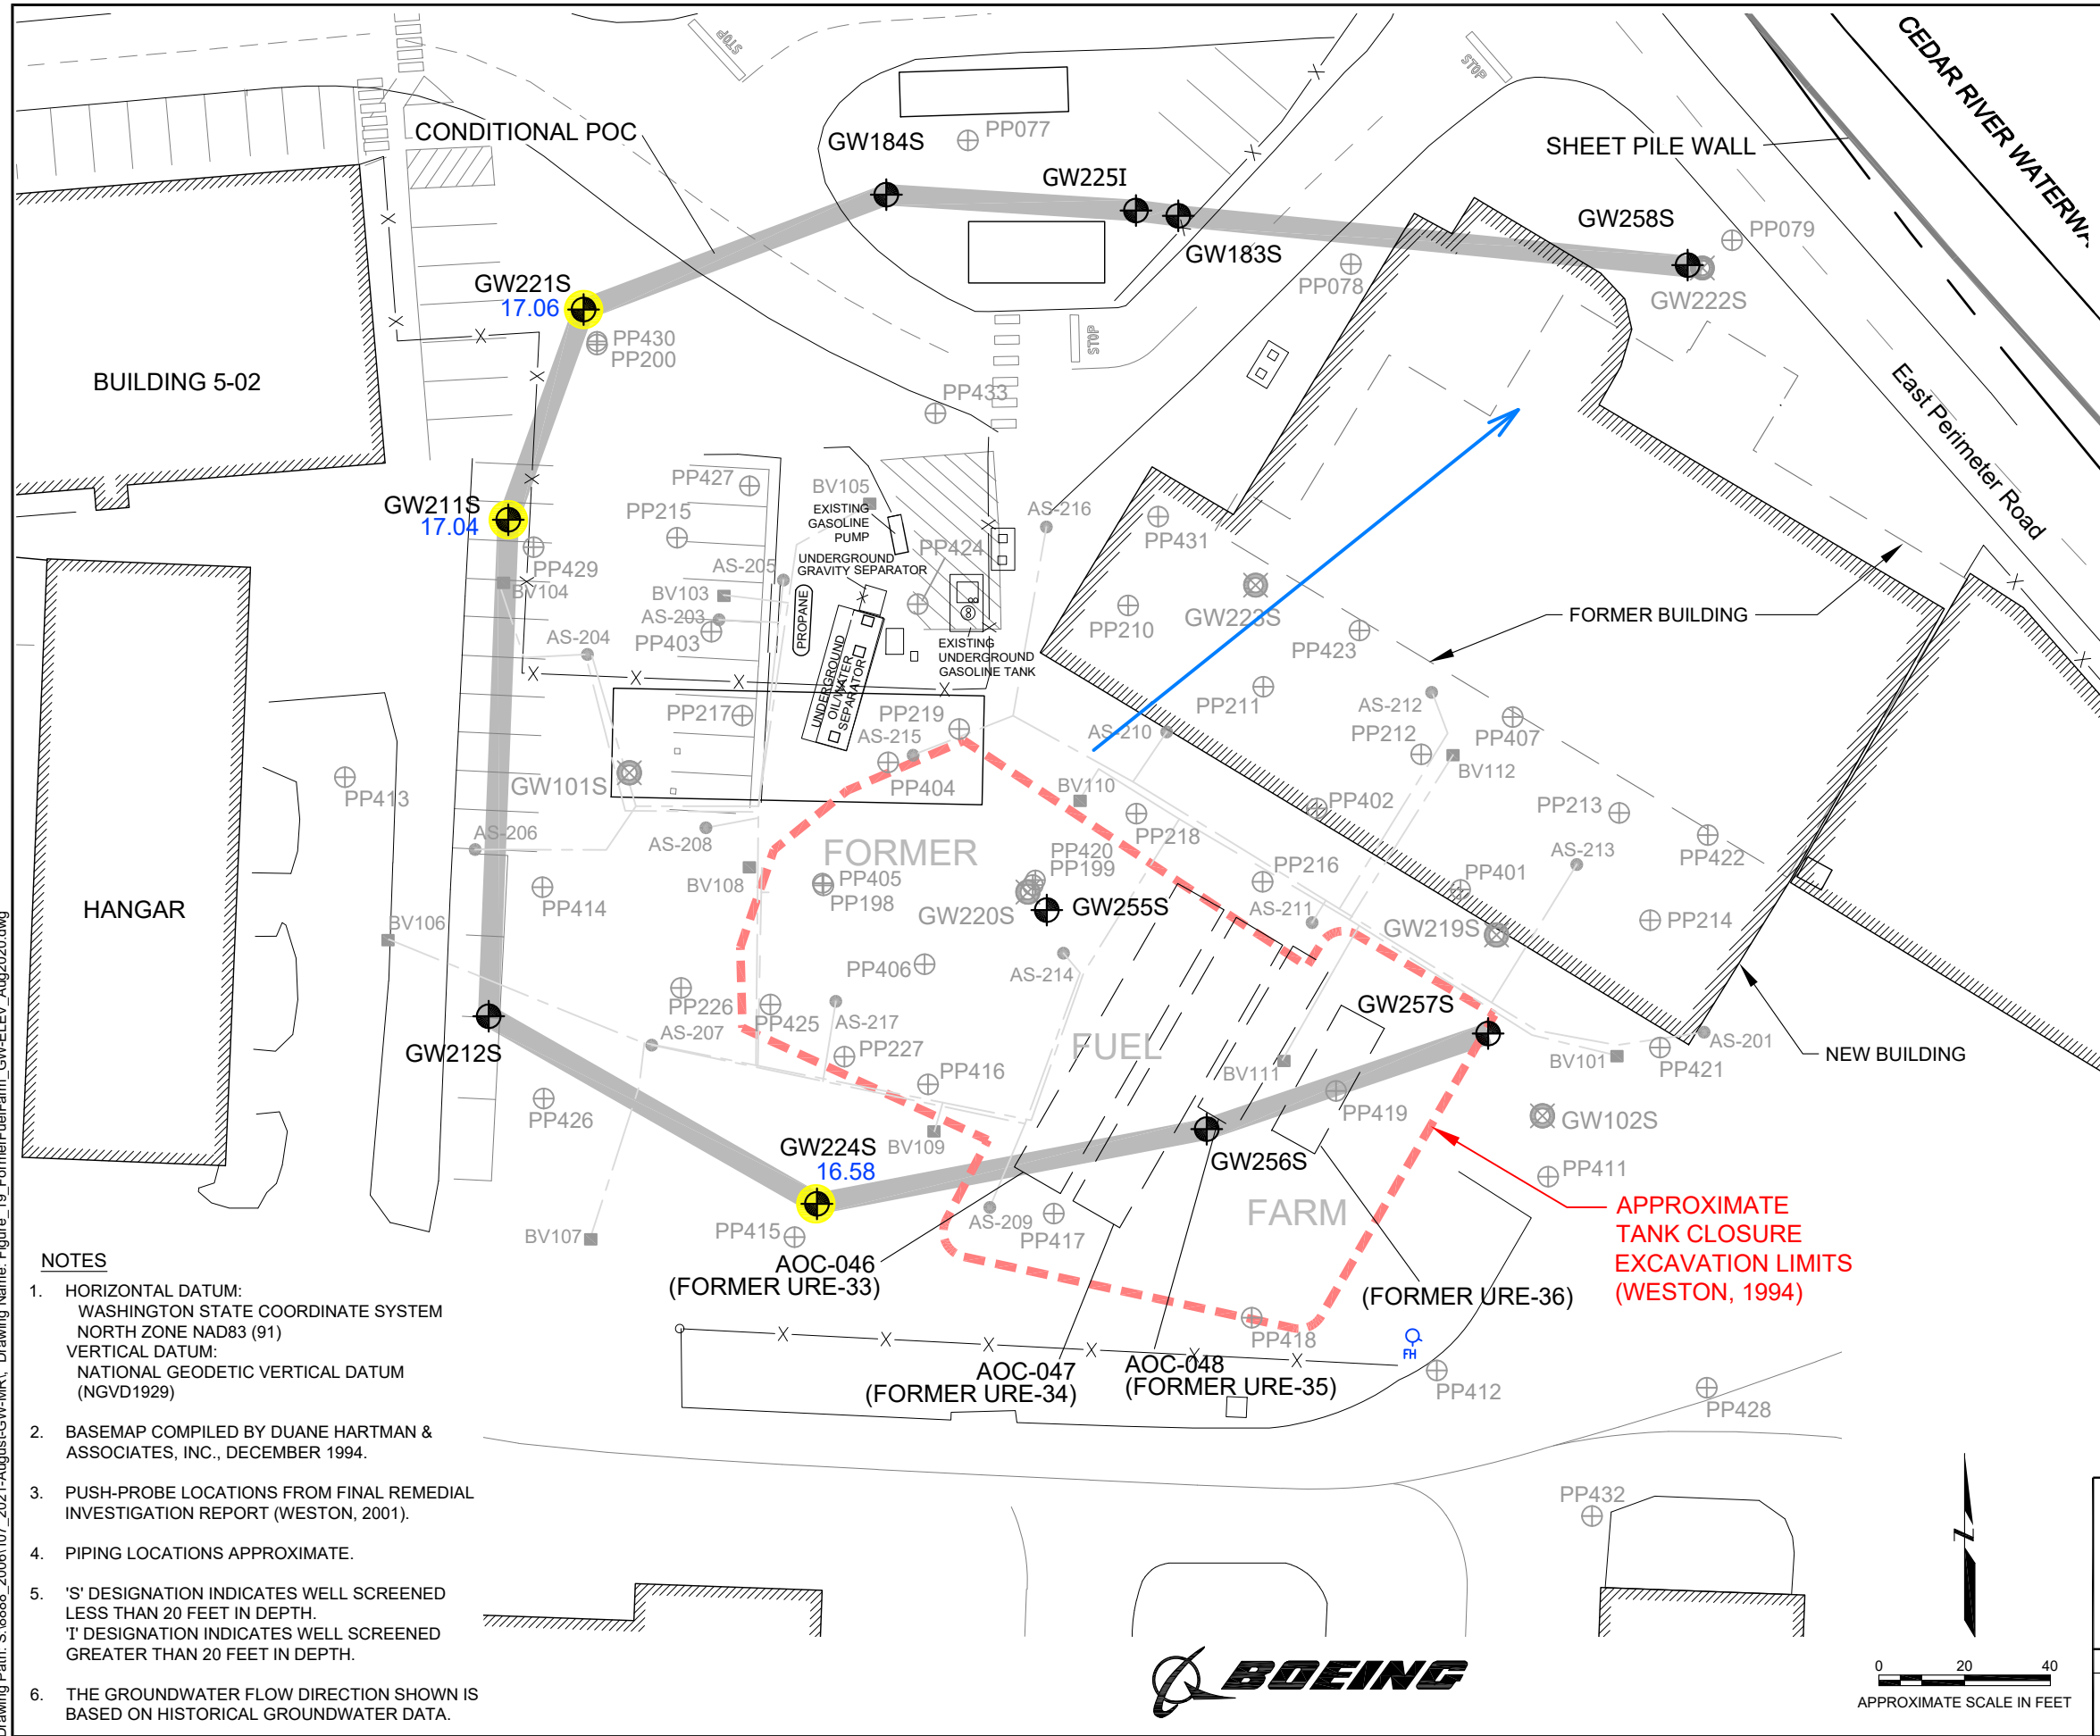 CEDAR RIVER WATERWA
STOP
STOP
CONDITIONAL POC
GW184S
PP077
SHEET PILE WALL
GW225I
GW183S
GW258S
PP079
PP078
GW222S
GW221S
17.06
PP430
PP200
STOP
BUILDING 5-02
East Perimeter Road
PP433
PP427
BV105
GW211S
17.04
PP215
EXISTING
GASOLINE
PUMP
AS-216
PP431
PP424
PP429
BV104
AS-205
UNDERGROUND
GRAVITY SEPARATOR
BV103
AS-203
PP403
PROPANE
AS-204
PP210
GW223S
PP423
FORMER BUILDING
EXISTING
UNDERGROUND
GASOLINE TANK
UNDERGROUND
OIL/WATER
SEPARATOR
PP217
PP219
AS-215
PP404
AS-210
PP211
AS-212
PP212
PP407
BV112
GW101S
PP413
BV110
PP218
PP402
PP213
PP422
AS-206
AS-208
BV108
FORMER
PP405
PP198
PP420
PP199
GW220S
GW255S
PP216
AS-211
PP401
AS-213
GW219S
PP214
HANGAR
PP414
BV106
PP406
AS-214
PP226
PP425
AS-217
PP227
AS-207
GW212S
FUEL
GW257S
BV111
PP419
BV101
PP421
AS-201
NEW BUILDING
PP416
BV109
PP426
GW224S
16.58
GW256S
GW102S
PP411
PP415
BV107
AS-209
PP417
FARM
APPROXIMATE
TANK CLOSURE
EXCAVATION LIMITS
(WESTON, 1994)
AOC-046
(FORMER URE-33)
(FORMER URE-36)
PP418
FH
AOC-047
(FORMER URE-34)
AOC-048
(FORMER URE-35)
PP412
PP428
PP432
NOTES
1. HORIZONTAL DATUM:
WASHINGTON STATE COORDINATE SYSTEM
NORTH ZONE NAD83 (91)
VERTICAL DATUM:
NATIONAL GEODETIC VERTICAL DATUM
(NGVD1929)
2. BASEMAP COMPILED BY DUANE HARTMAN &
ASSOCIATES, INC., DECEMBER 1994.
3. PUSH-PROBE LOCATIONS FROM FINAL REMEDIAL
INVESTIGATION REPORT (WESTON, 2001).
4. PIPING LOCATIONS APPROXIMATE.
5. 'S' DESIGNATION INDICATES WELL SCREENED
LESS THAN 20 FEET IN DEPTH.
'I' DESIGNATION INDICATES WELL SCREENED
GREATER THAN 20 FEET IN DEPTH.
6. THE GROUNDWATER FLOW DIRECTION SHOWN IS
BASED ON HISTORICAL GROUNDWATER DATA.
BOEING
N
0 20 40
APPROXIMATE SCALE IN FEET